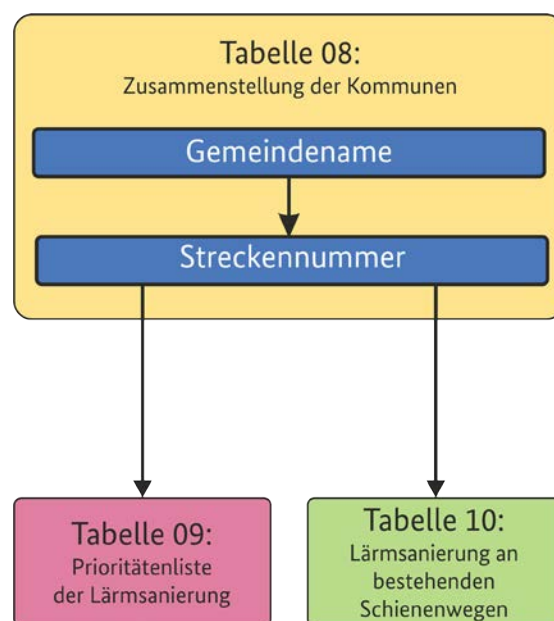 Tabelle 08:
Zusammenstellung der Kommunen
Gemeindename
Streckennummer
Tabelle 09:
Prioritätenliste
der Lärmsanierung
Tabelle 10:
Lärmsanierung an
bestehenden
Schienenwegen